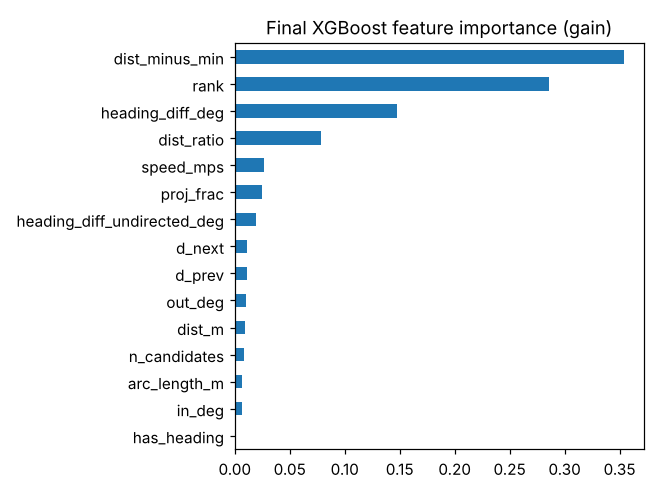 Final XGBoost feature importance (gain)
dist_minus_min
rank
heading_diff_deg
dist_ratio
speed_mps
proj_frac
heading_diff_undirected_deg
d_next
d_prev
out_deg
dist_m
n_candidates
arc_length_m
in_deg
has_heading
0.00 0.05 0.10 0.15 0.20 0.25 0.30 0.35